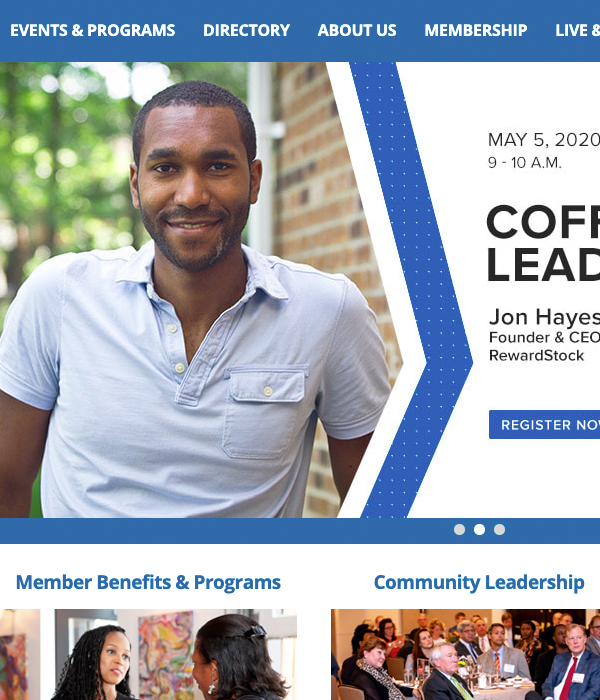 EVENTS & PROGRAMS DIRECTORY ABOUT US MEMBERSHIP LIVE &
MAY 5, 2020
9 - 10 A.M.
COFF
LEAD
Jon Hayes
Founder & CEO
RewardStock
REGISTER NOW
Member Benefits & Programs Community Leadership